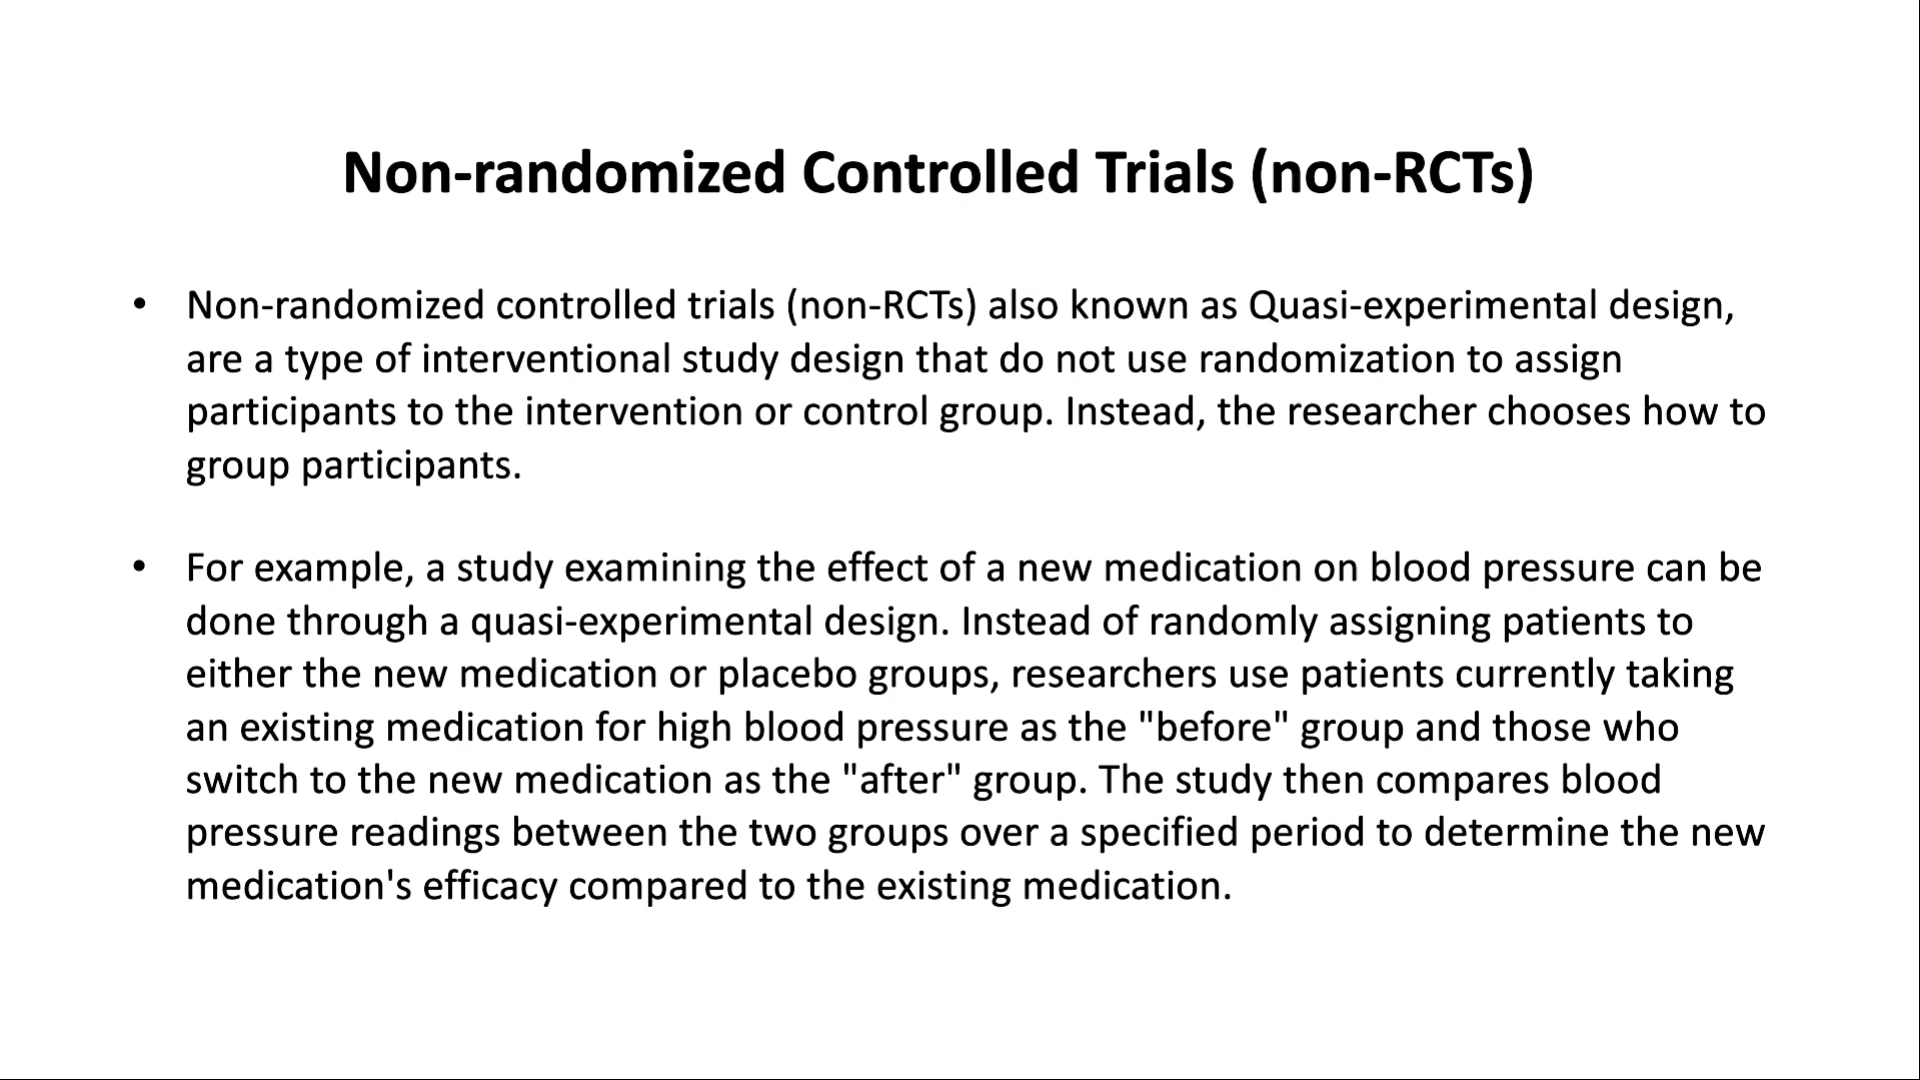 Non-randomized Controlled Trials (non-RCTs)
• Non-randomized controlled trials (non-RCTs) also known as Quasi-experimental design,
are a type of interventional study design that do not use randomization to assign
participants to the intervention or control group. Instead, the researcher chooses how to
group participants.
• For example, a study examining the effect of a new medication on blood pressure can be
done through a quasi-experimental design. Instead of randomly assigning patients to
either the new medication or placebo groups, researchers use patients currently taking
an existing medication for high blood pressure as the "before" group and those who
switch to the new medication as the "after" group. The study then compares blood
pressure readings between the two groups over a specified period to determine the new
medication's efficacy compared to the existing medication.